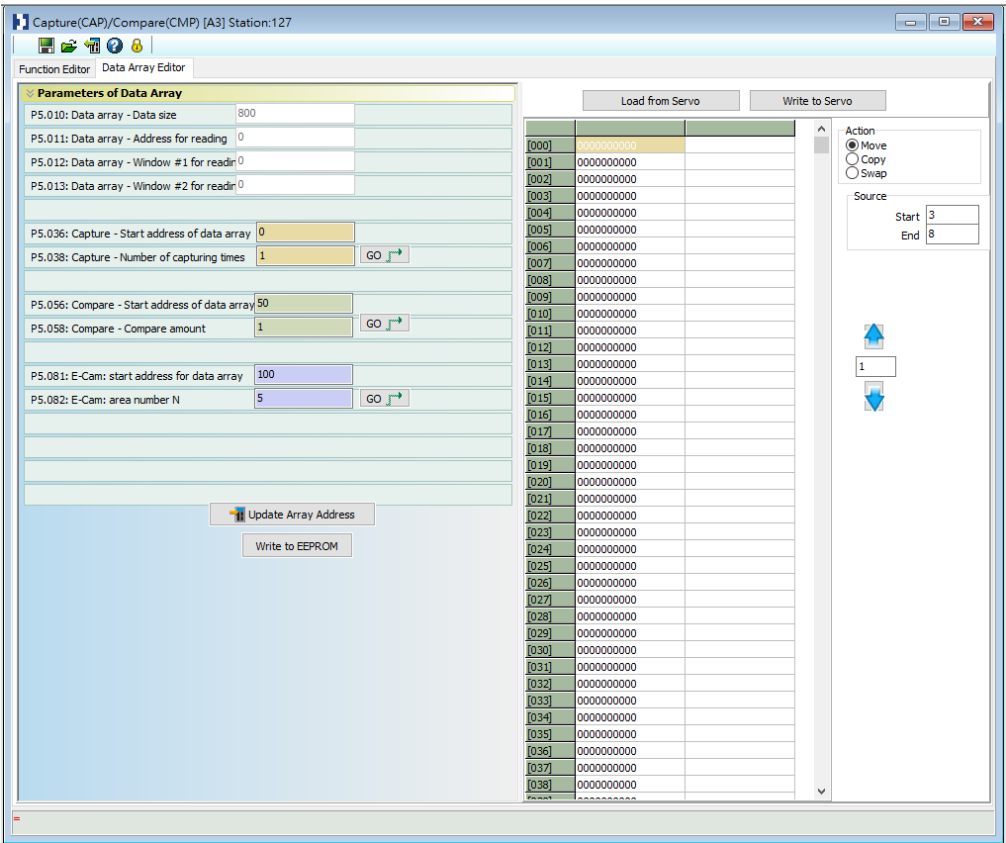 Capture(CAP)/Compare(CMP) [A3] Station:127
Function Editor Data Array Editor
Parameters of Data Array
P5.010: Data array - Data size 800
P5.011: Data array - Address for reading 0
P5.012: Data array - Window #1 for readin 0
P5.013: Data array - Window #2 for readin 0
P5.036: Capture - Start address of data array 0
P5.038: Capture - Number of capturing times 1 GO
P5.056: Compare - Start address of data array 50
P5.058: Compare - Compare amount 1 GO
P5.081: E-Cam: start address for data array 100
P5.082: E-Cam: area number N 5 GO
Update Array Address
Write to EEPROM
Load from Servo Write to Servo
[000] 0000000000
[001] 0000000000
[002] 0000000000
[003] 0000000000
[004] 0000000000
[005] 0000000000
[006] 0000000000
[007] 0000000000
[008] 0000000000
[009] 0000000000
[010] 0000000000
[011] 0000000000
[012] 0000000000
[013] 0000000000
[014] 0000000000
[015] 0000000000
[016] 0000000000
[017] 0000000000
[018] 0000000000
[019] 0000000000
[020] 0000000000
[021] 0000000000
[022] 0000000000
[023] 0000000000
[024] 0000000000
[025] 0000000000
[026] 0000000000
[027] 0000000000
[028] 0000000000
[029] 0000000000
[030] 0000000000
[031] 0000000000
[032] 0000000000
[033] 0000000000
[034] 0000000000
[035] 0000000000
[036] 0000000000
[037] 0000000000
[038] 0000000000
Action
Move
Copy
Swap
Source
Start 3
End 8
1
=